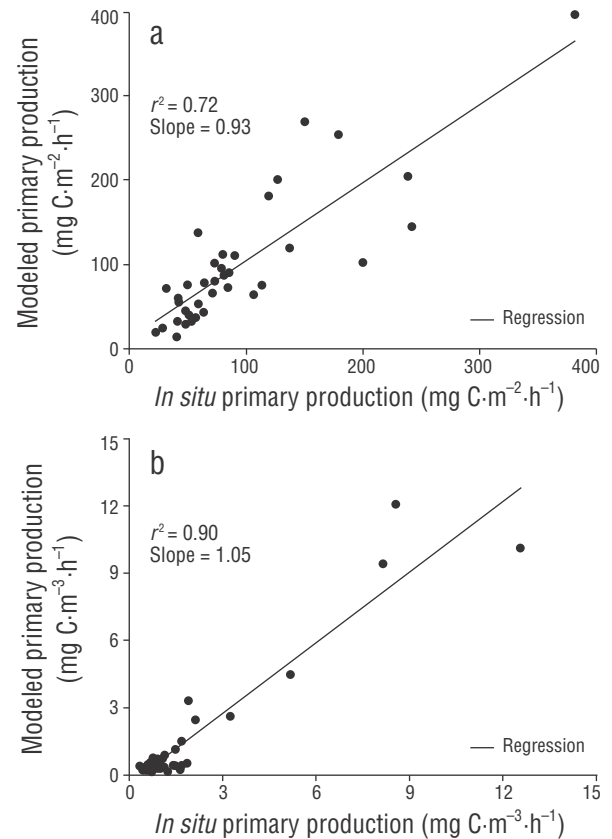 a
400
300
200
100
0
r² = 0.72
Slope = 0.93
Regression
0 100 200 300 400
Modeled primary production
(mg C·m⁻²·h⁻¹)
In situ primary production (mg C·m⁻²·h⁻¹)
b
15
12
9
6
3
0
r² = 0.90
Slope = 1.05
Regression
0 3 6 9 12 15
Modeled primary production
(mg C·m⁻³·h⁻¹)
In situ primary production (mg C·m⁻³·h⁻¹)